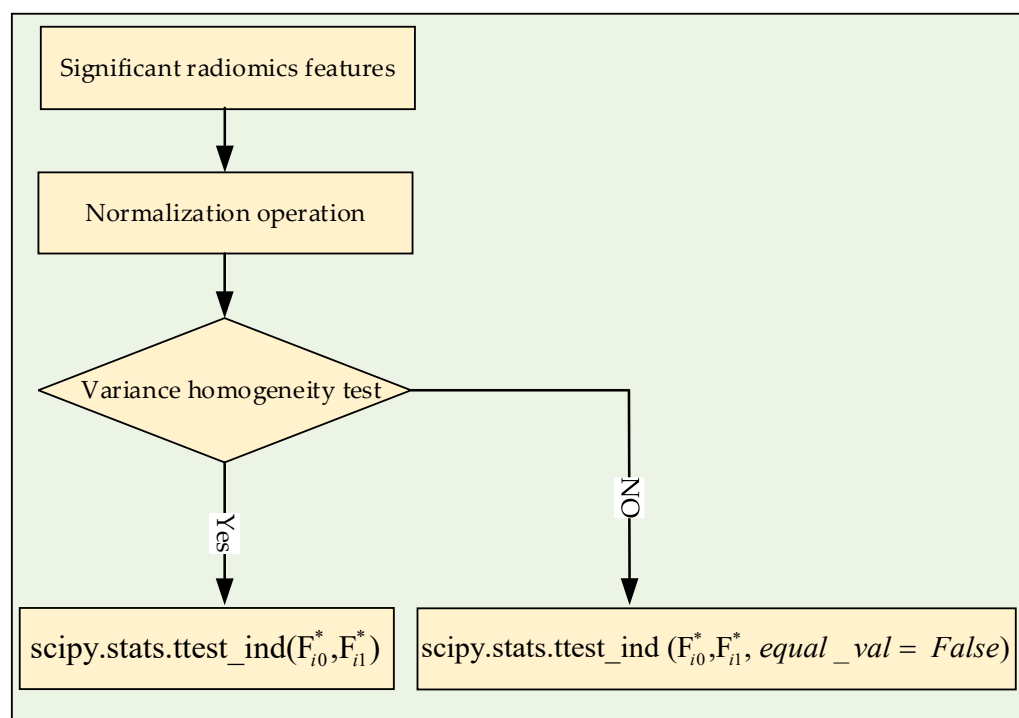 Significant radiomics features
Normalization operation
Variance homogeneity test
Yes
NO
scipy.stats.ttest_ind(F*i0,F*i1)
scipy.stats.ttest_ind (F*i0,F*i1, equal _ val = False)